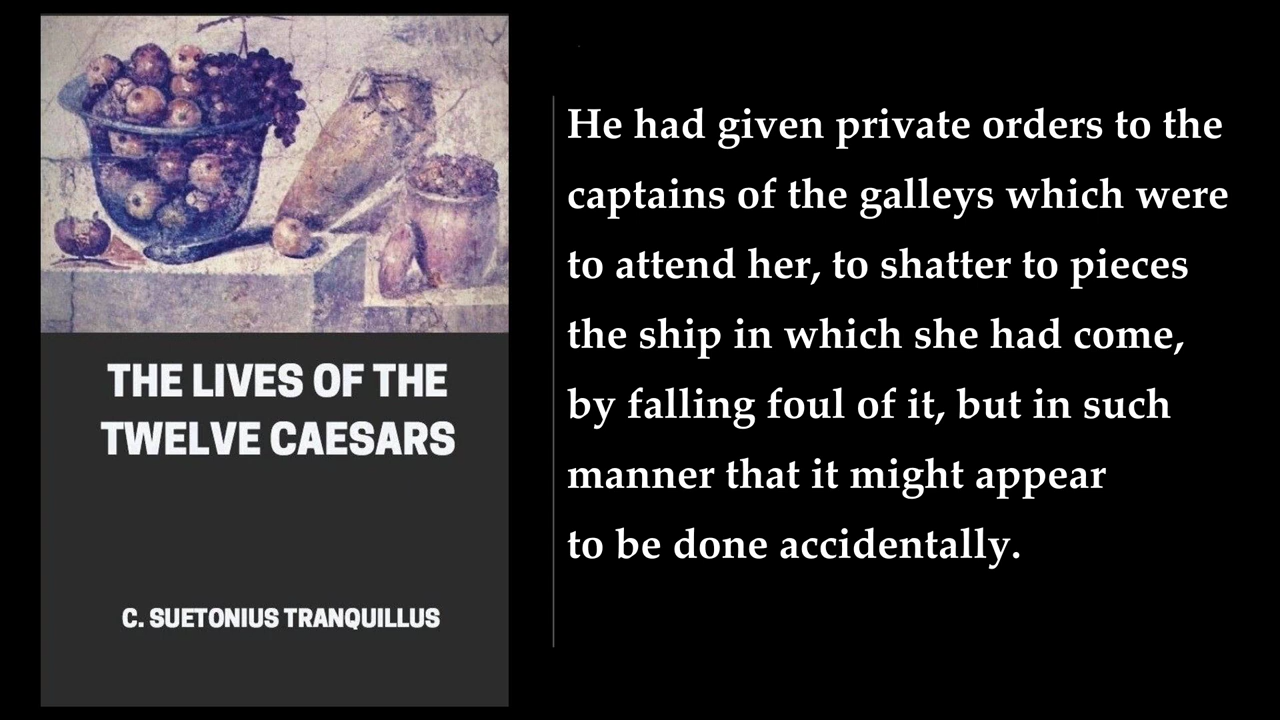 THE LIVES OF THE
TWELVE CAESARS
C. SUETONIUS TRANQUILLUS
He had given private orders to the
captains of the galleys which were
to attend her, to shatter to pieces
the ship in which she had come,
by falling foul of it, but in such
manner that it might appear
to be done accidentally.